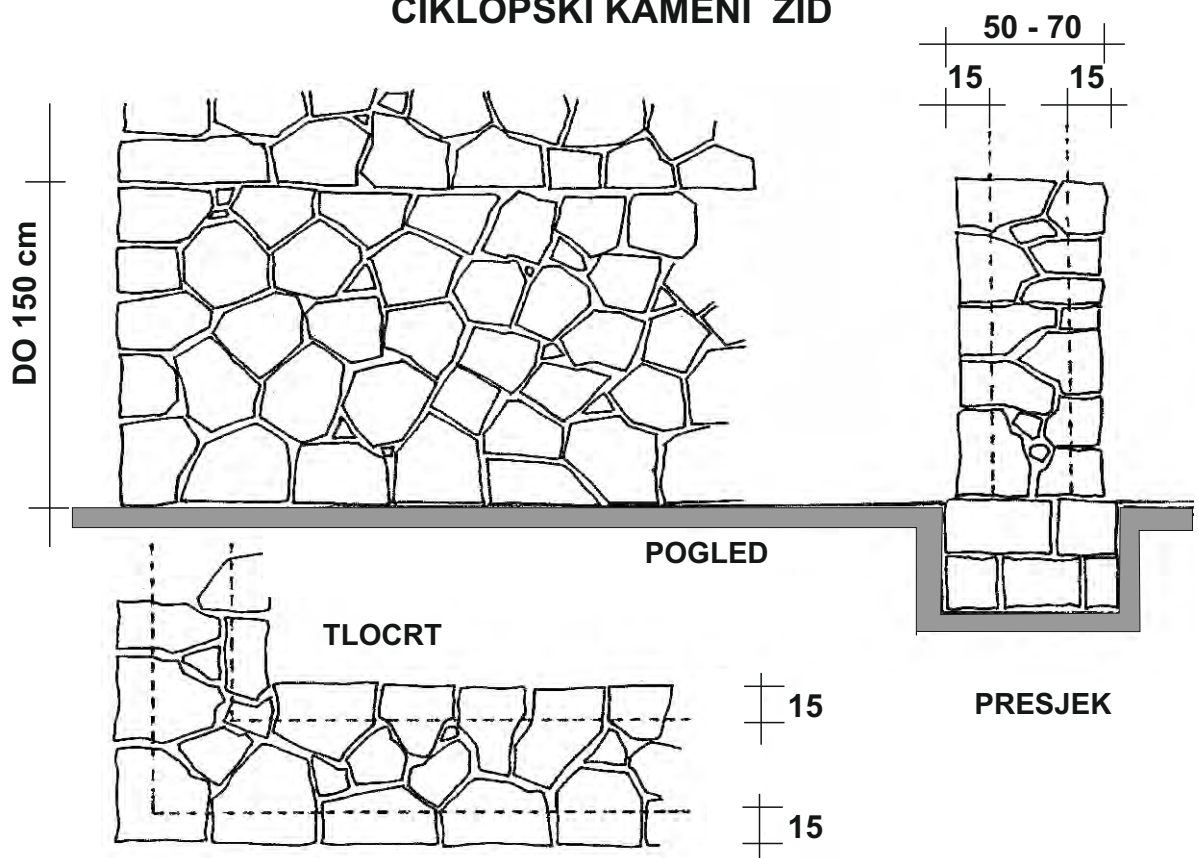 CIKLOPSKI KAMENI ZID
50 - 70
15 15
DO 150 cm
POGLED
TLOCRT
15
PRESJEK
15